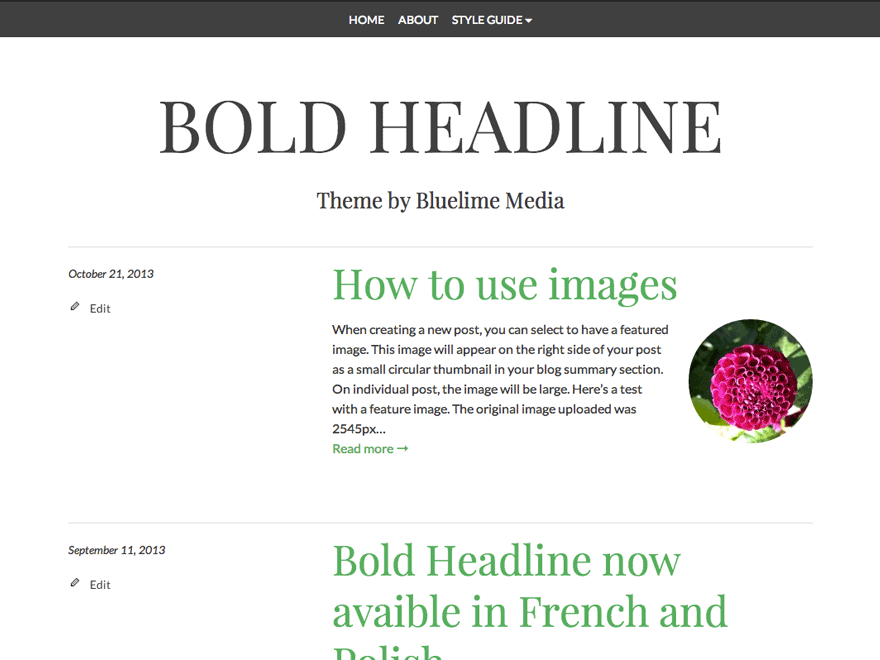 HOME ABOUT STYLE GUIDE
BOLD HEADLINE
Theme by Bluelime Media
October 21, 2013
Edit
How to use images
When creating a new post, you can select to have a featured
image. This image will appear on the right side of your post
as a small circular thumbnail in your blog summary section.
On individual post, the image will be large. Here's a test
with a feature image. The original image uploaded was
2545px...
Read more →
September 11, 2013
Edit
Bold Headline now
avaible in French and
Polish